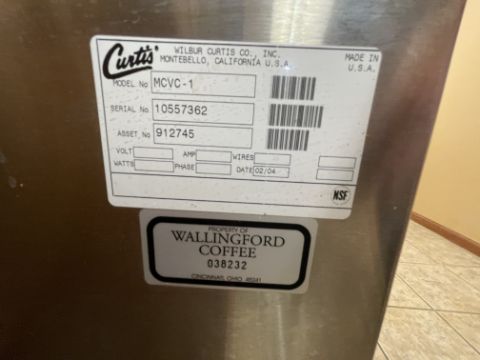 Curtis
WILBUR CURTIS CO., INC.
MONTEBELLO, CALIFORNIA U.S.A.
MADE IN
U.S.A.
MODEL No MCVC-1
SERIAL No 10557362
ASSET No 912745
VOLT AMP WIRES
WATTS PHASE DATE 02/04
NSF
PROPERTY OF
WALLINGFORD
COFFEE
038232
CINCINNATI, OHIO 45241